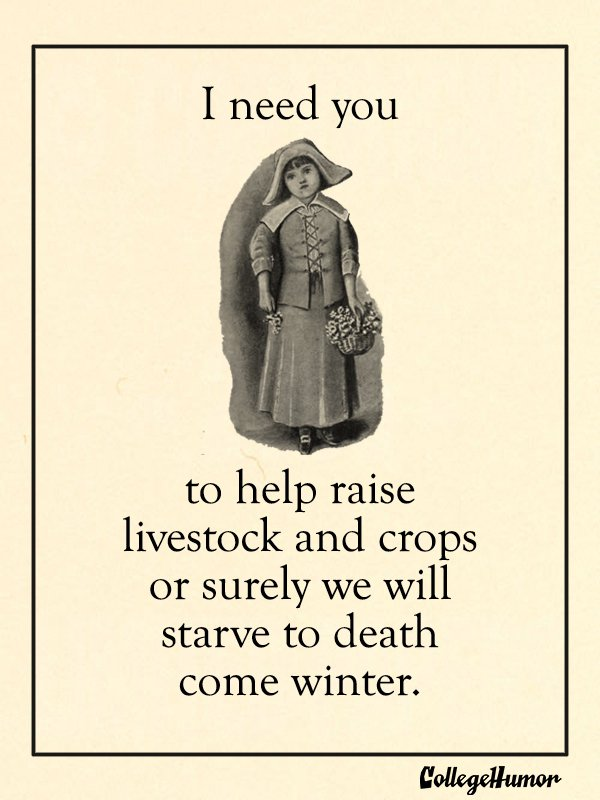 I need you
to help raise
livestock and crops
or surely we will
starve to death
come winter.
CollegeHumor